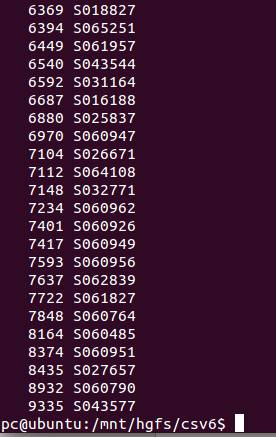 6369 S018827
6394 S065251
6449 S061957
6540 S043544
6592 S031164
6687 S016188
6880 S025837
6970 S060947
7104 S026671
7112 S064108
7148 S032771
7234 S060962
7401 S060926
7417 S060949
7593 S060956
7637 S062839
7722 S061827
7848 S060764
8164 S060485
8374 S060951
8435 S027657
8932 S060790
9335 S043577
pc@ubuntu:/mnt/hgfs/csv6$